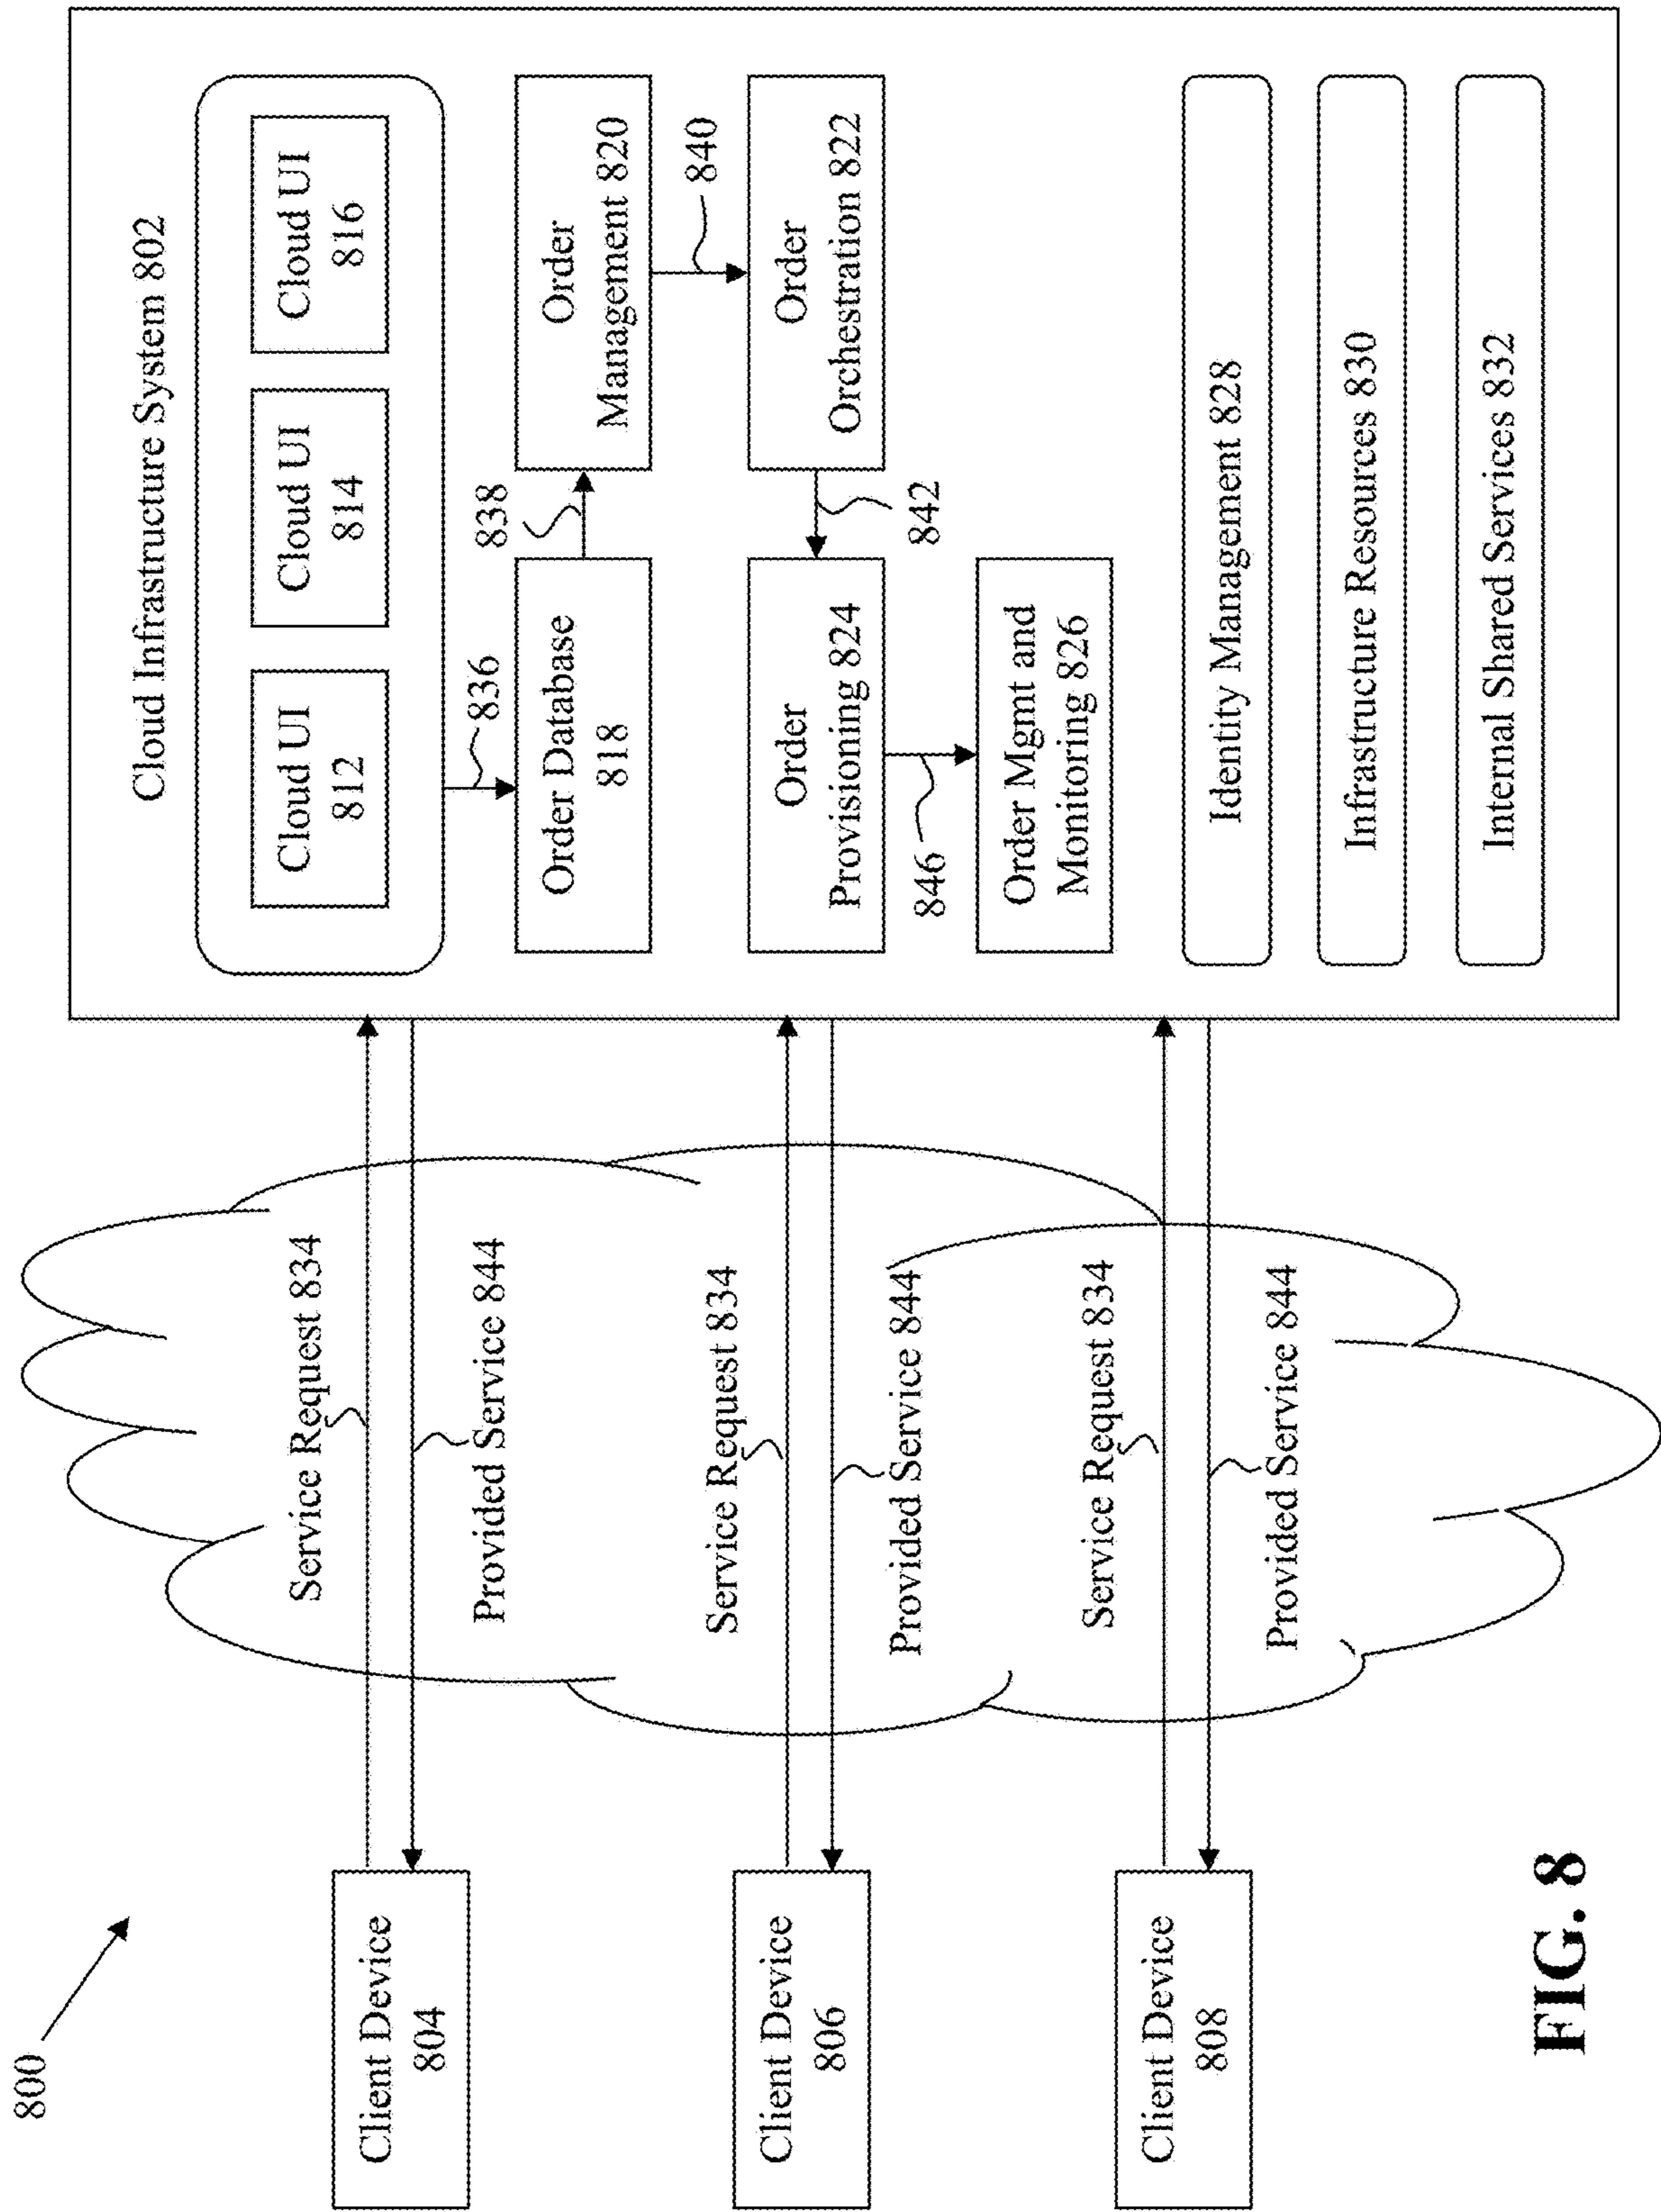 800
Client Device
804
Client Device
806
Client Device
808
Service Request 834
Provided Service 844
Service Request 834
Provided Service 844
Service Request 834
Provided Service 844
Cloud Infrastructure System 802
Cloud UI
812
Cloud UI
814
Cloud UI
816
836
Order Database
818
838
Order
Management 820
840
Order
Provisioning 824
842
Order
Orchestration 822
846
Order Mgmt and
Monitoring 826
Identity Management 828
Infrastructure Resources 830
Internal Shared Services 832
FIG. 8